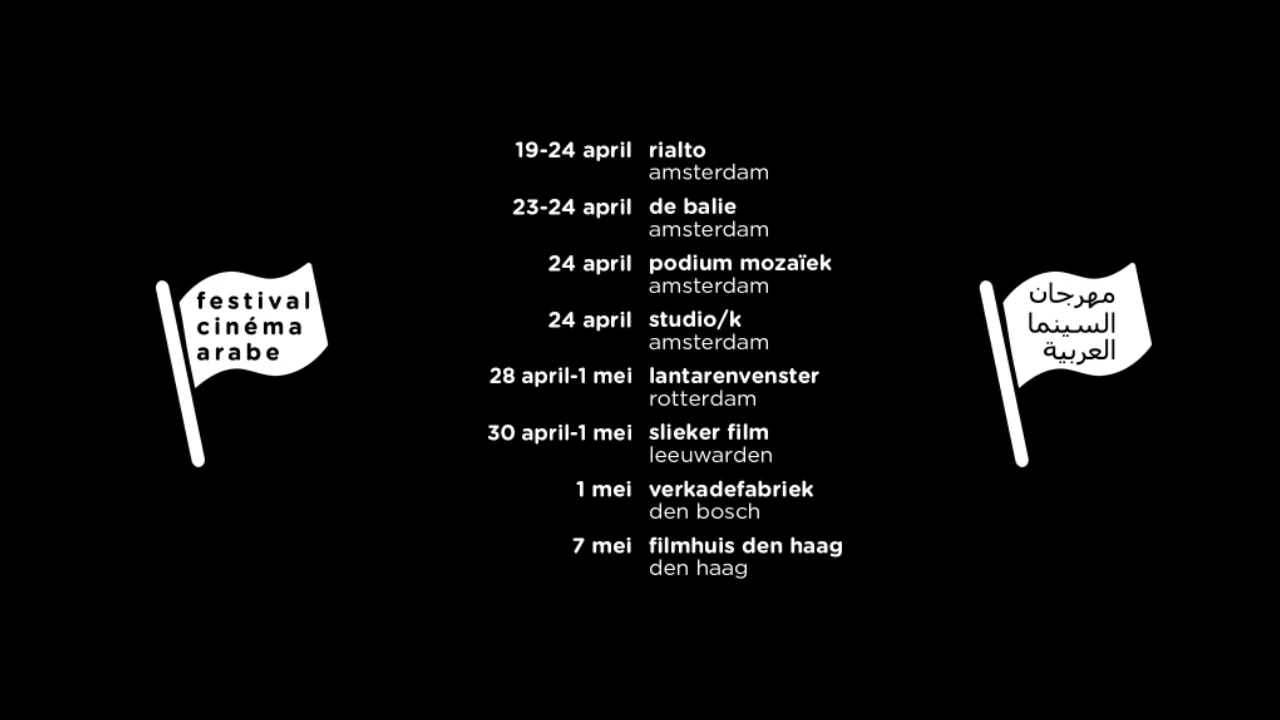 festival
cinéma
arabe
19-24 april rialto
amsterdam
23-24 april de balie
amsterdam
24 april podium mozaïek
amsterdam
24 april studio/k
amsterdam
28 april-1 mei lantarenvenster
rotterdam
30 april-1 mei slieker film
leeuwarden
1 mei verkadefabriek
den bosch
7 mei filmhuis den haag
den haag
مهرجان
السينما
العربية